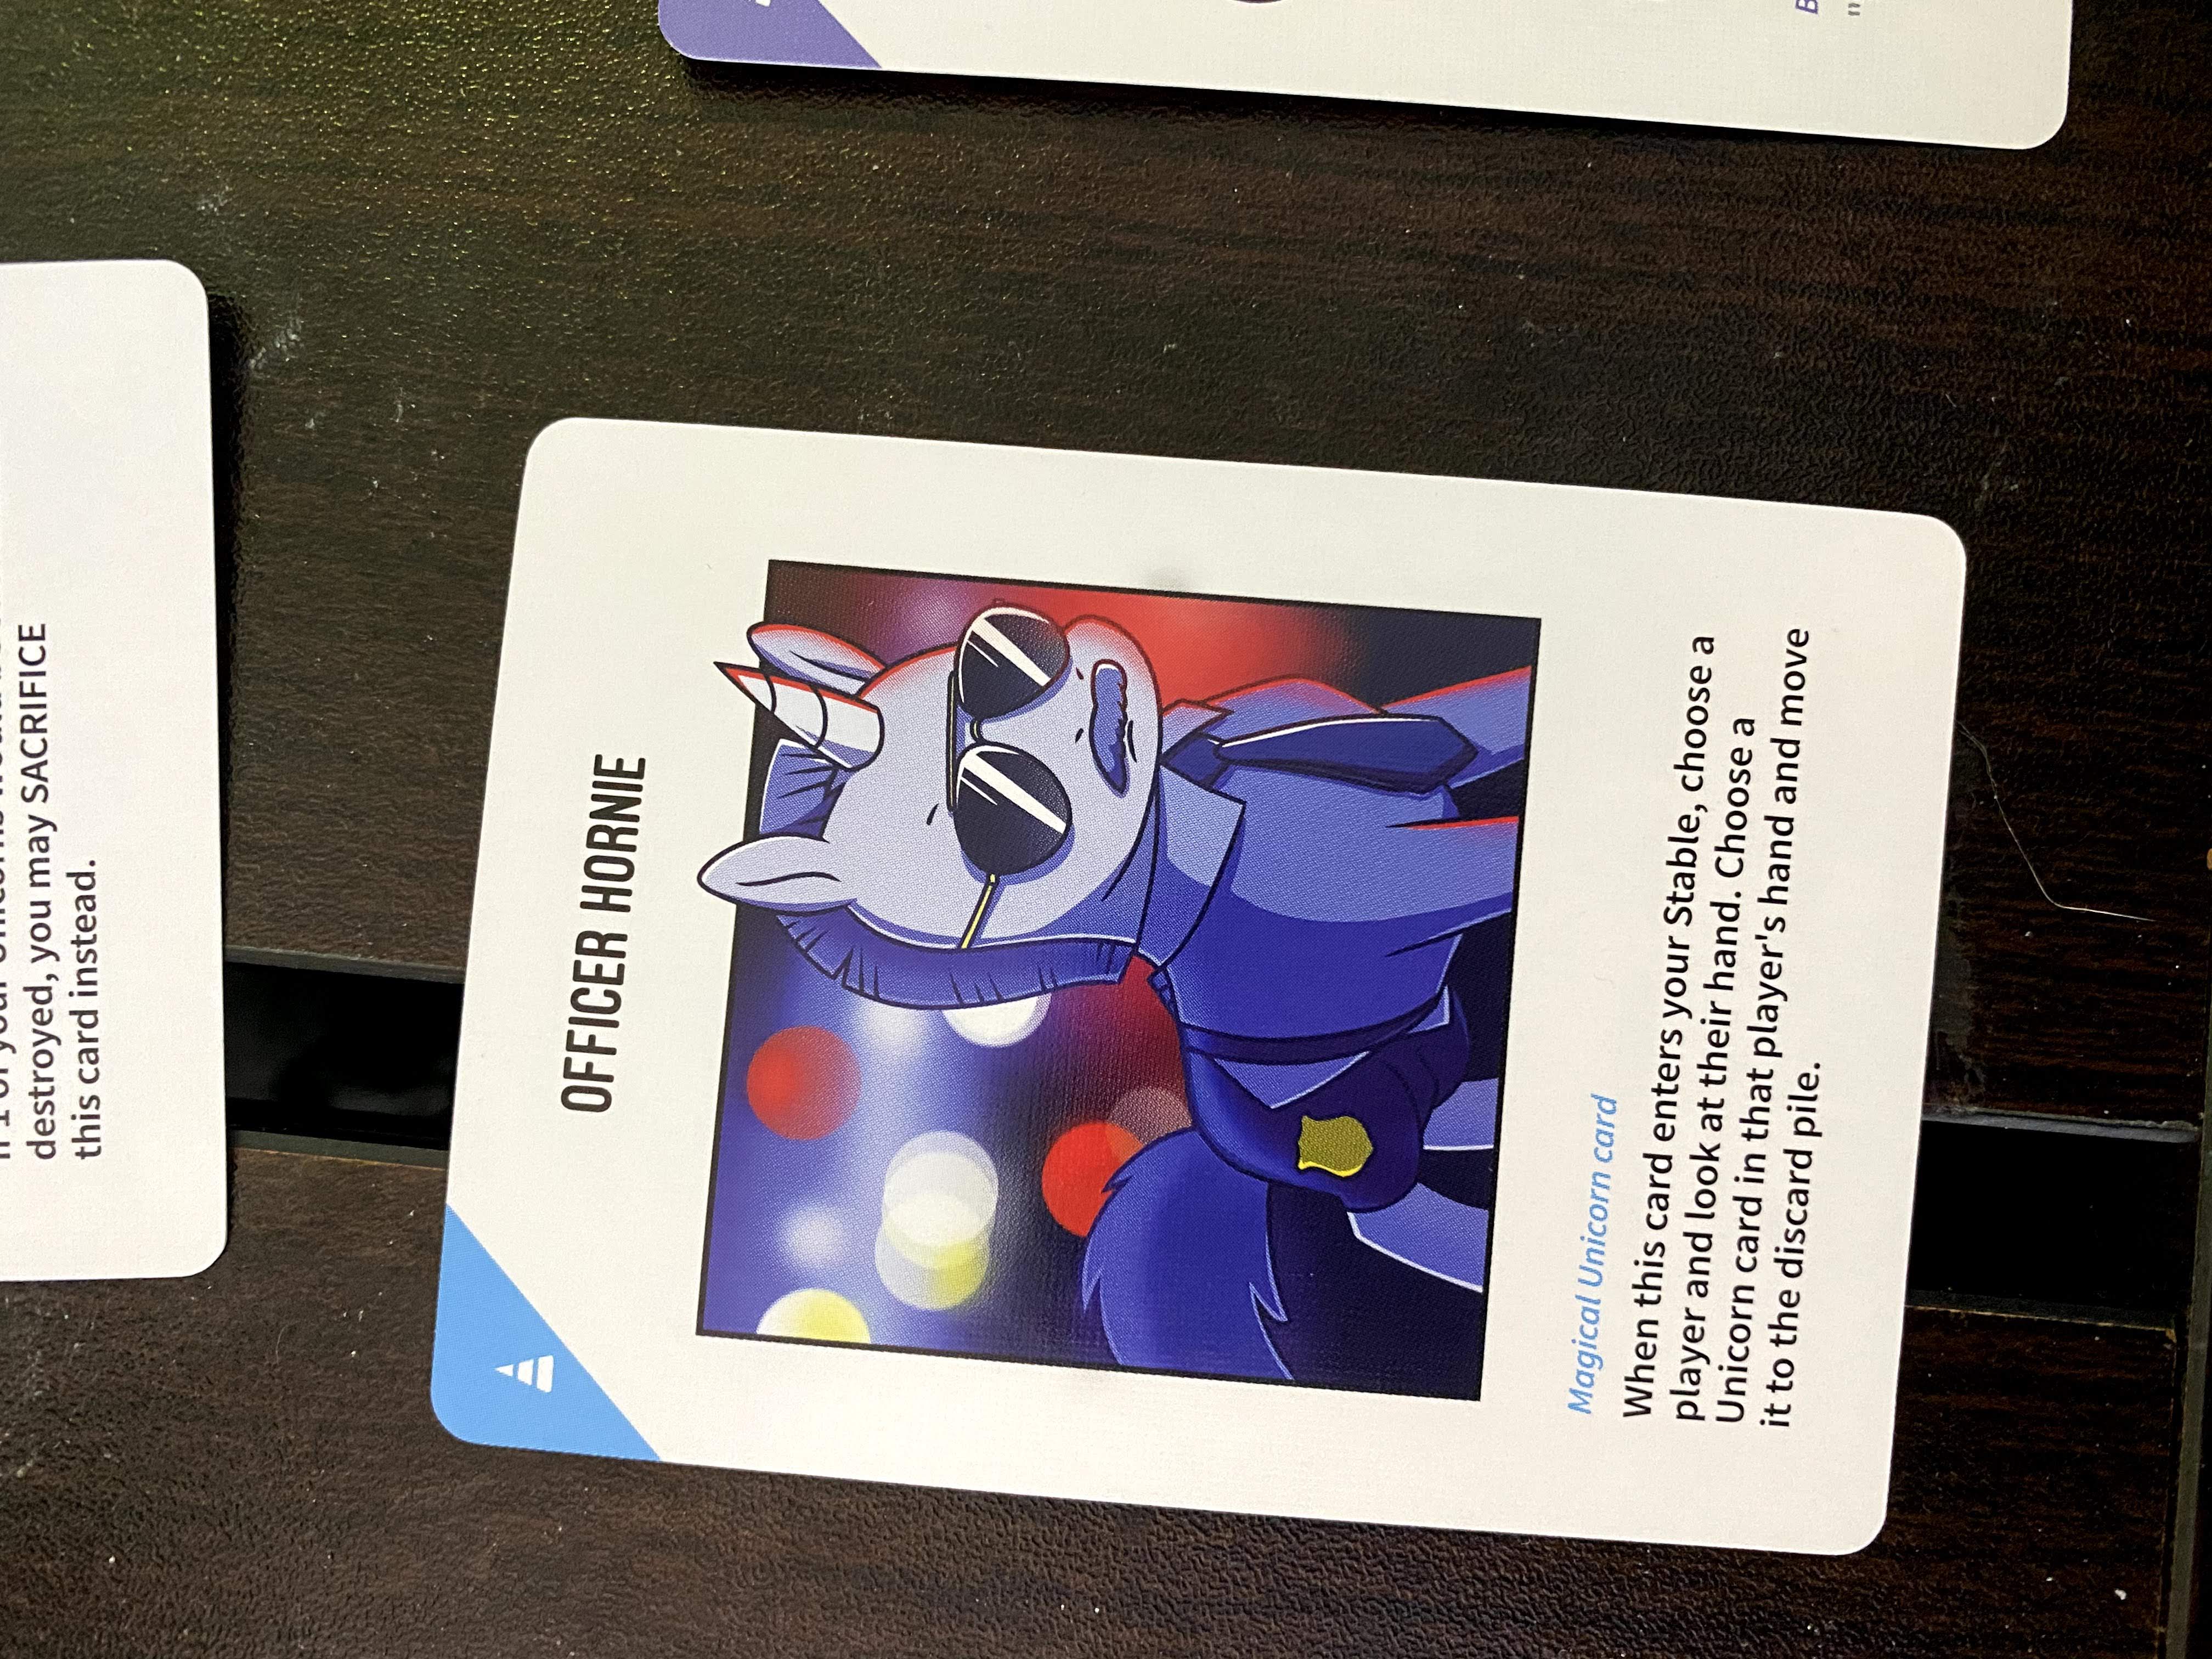 destroyed, you may SACRIFICE
this card instead.
OFFICER HORNIE
Magical Unicorn card
When this card enters your Stable, choose a
player and look at their hand. Choose a
Unicorn card in that player's hand and move
it to the discard pile.
B
"